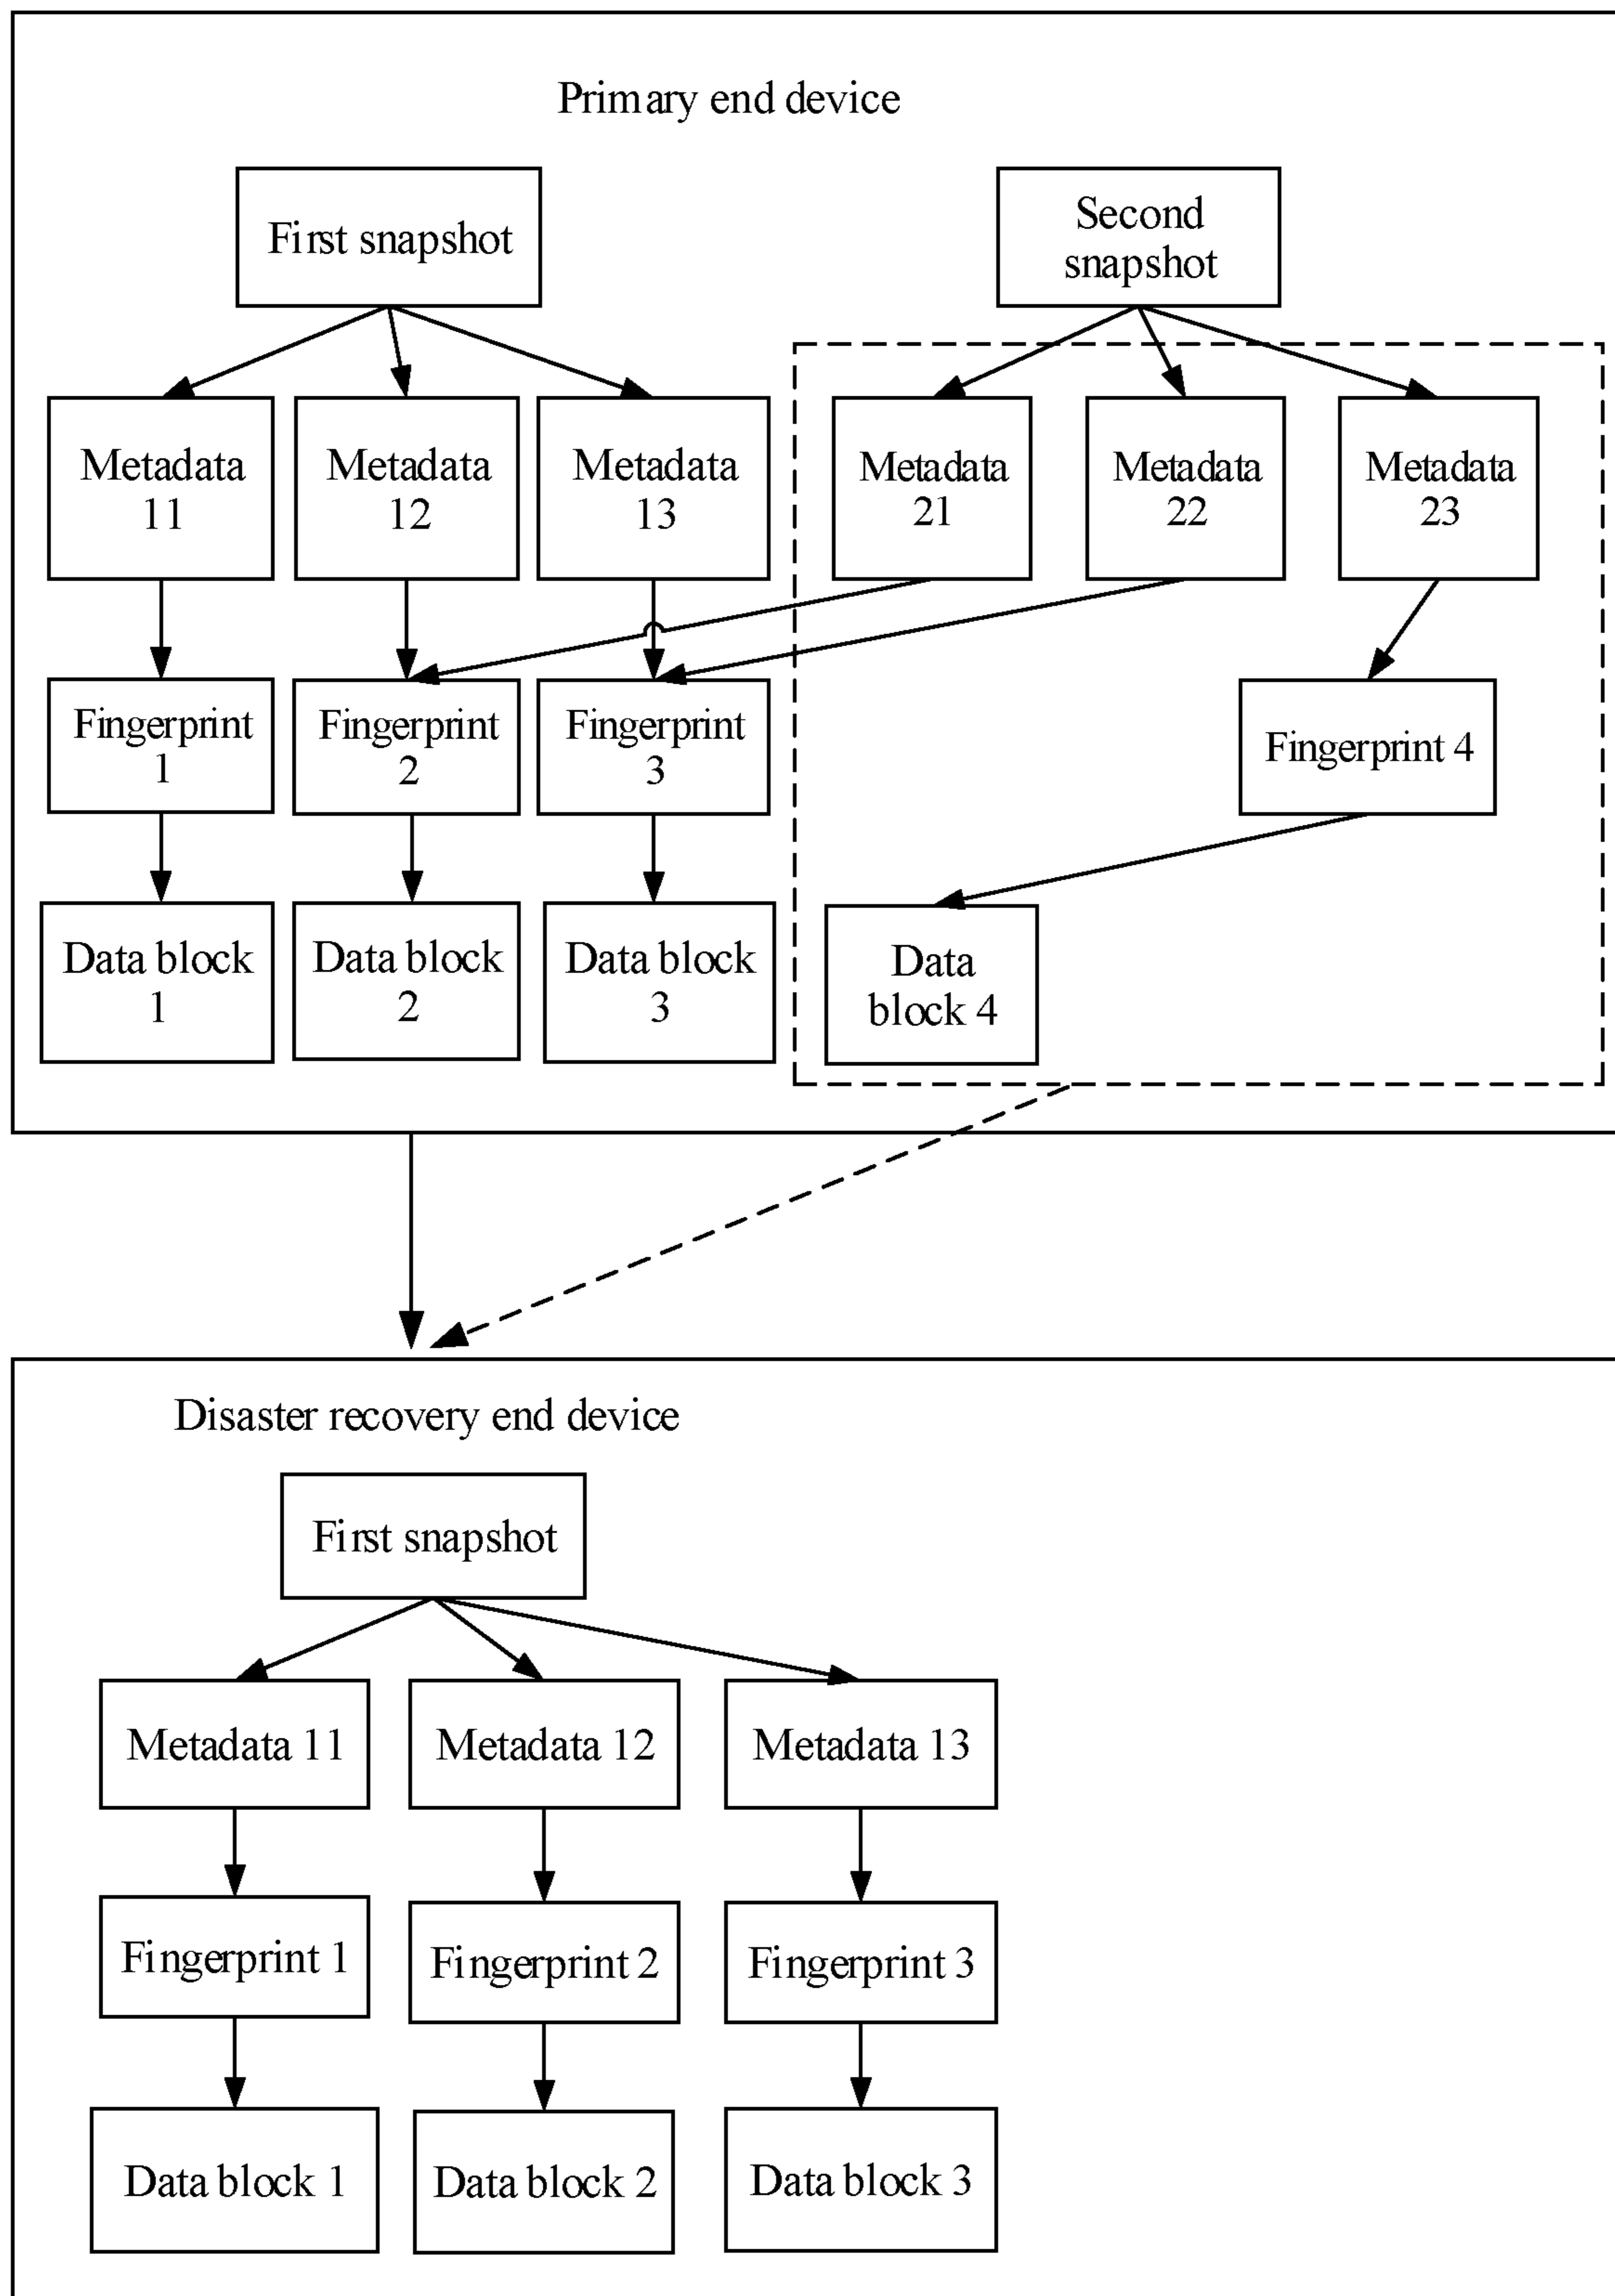 Primary end device
First snapshot
Second
snapshot
Metadata
11
Metadata
12
Metadata
13
Metadata
21
Metadata
22
Metadata
23
Fingerprint
1
Fingerprint
2
Fingerprint
3
Fingerprint 4
Data block
1
Data block
2
Data block
3
Data
block 4
Disaster recovery end device
First snapshot
Metadata 11
Metadata 12
Metadata 13
Fingerprint 1
Fingerprint 2
Fingerprint 3
Data block 1
Data block 2
Data block 3